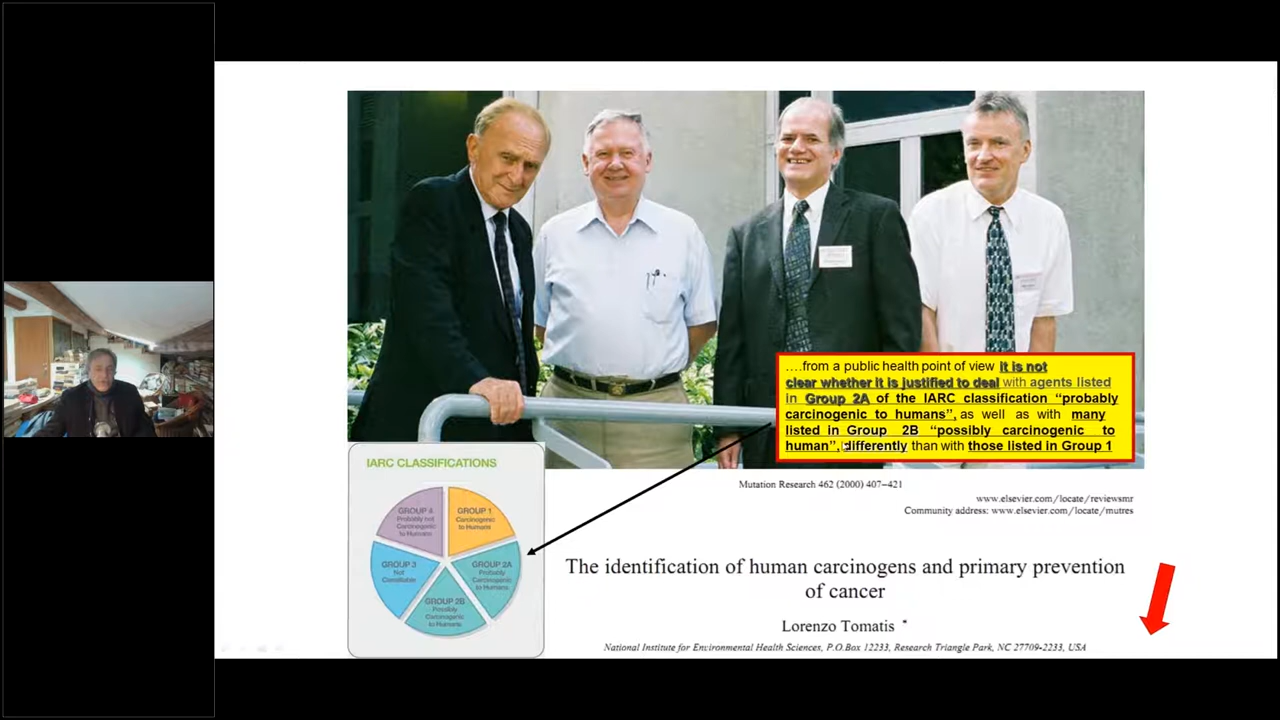 ….from a public health point of view It is not
clear whether it is justified to deal with agents listed
in Group 2A of the IARC classification “probably
carcinogenic to humans”, as well as with many
listed in Group 2B “possibly carcinogenic to
human”, differently than with those listed in Group 1
IARC CLASSIFICATIONS
GROUP 4
Probably not
Carcinogenic
to Humans
GROUP 1
Carcinogenic
to Humans
GROUP 3
Not
GROUP 2A
Probably
Carcinogenic
to Humans
GROUP 2B
Possibly
Carcinogenic
to Humans
Mutation Research 462 (2000) 407–421
www.elsevier.com/locate/reviewsmr
Community address: www.elsevier.com/locate/mutres
The identification of human carcinogens and primary prevention
of cancer
Lorenzo Tomatis *
National Institute for Environmental Health Sciences, P.O.Box 12233, Research Triangle Park, NC 27709-2233, USA